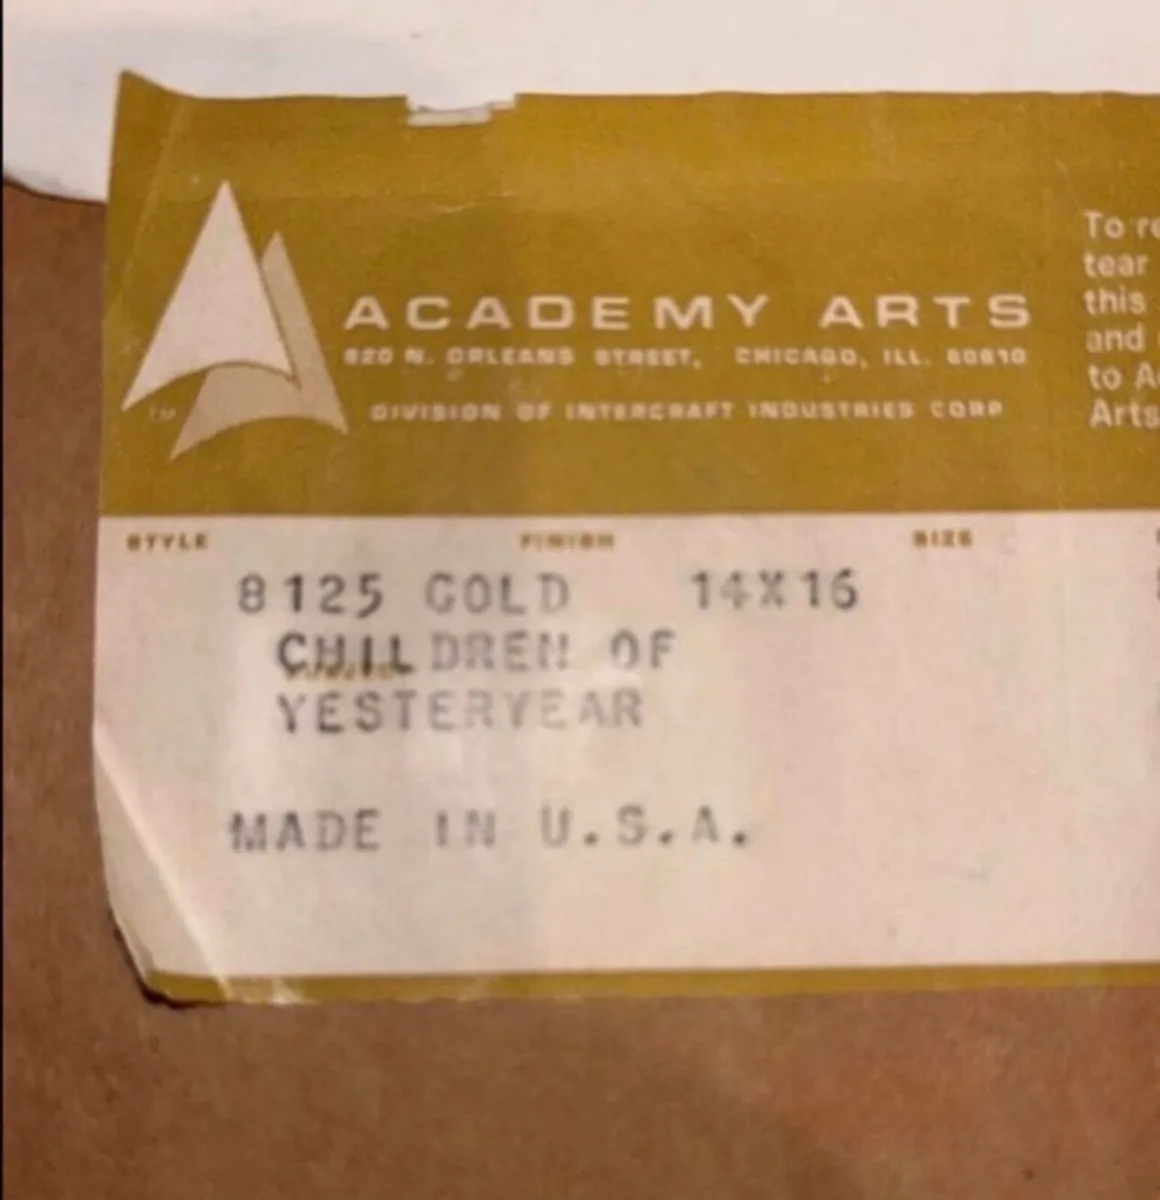 ACADEMY ARTS
820 N. ORLEANS STREET, CHICAGO, ILL. 60610
DIVISION OF INTERCRAFT INDUSTRIES CORP
TM
To re
tear
this
and
to A
Arts
STYLE FINISH SIZE
8125 GOLD 14X16
CHILDREN OF
YESTERYEAR
MADE IN U.S.A.